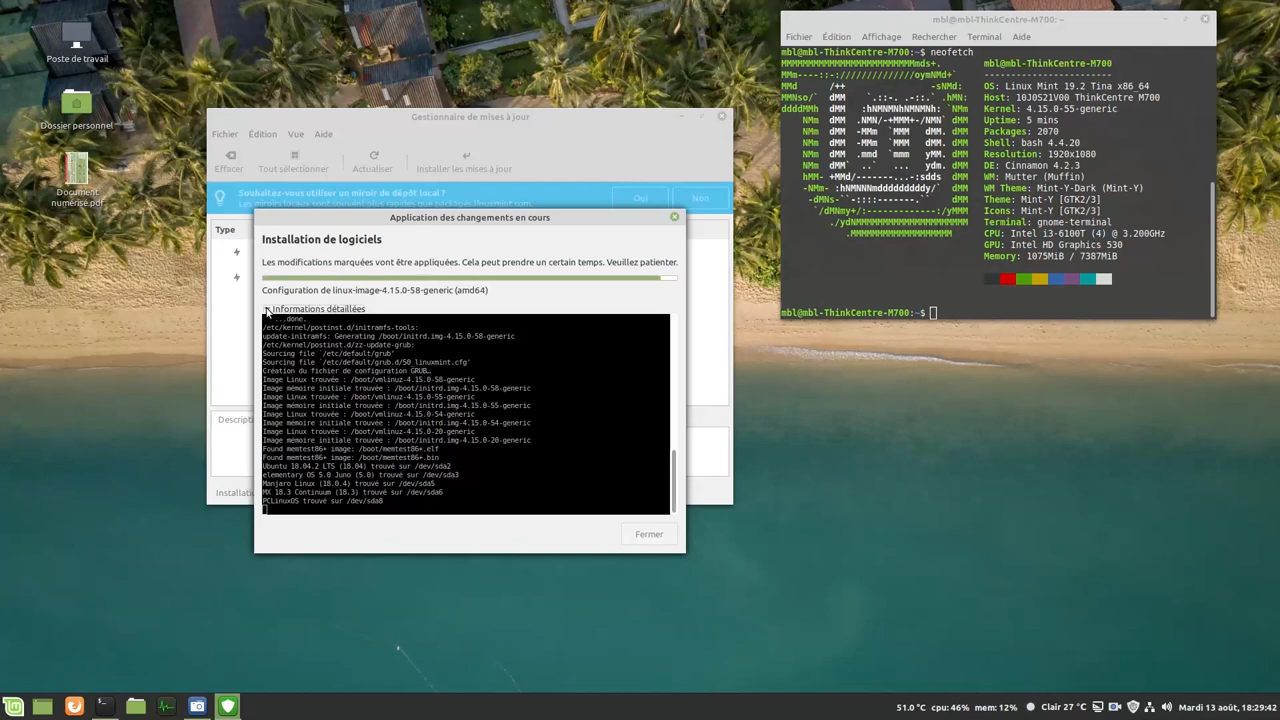 Poste de travail
Dossier personnel
Document
numérisé.pdf
Gestionnaire de mises à jour
Fichier Édition Vue Aide
Effacer Tout sélectionner Actualiser Installer les mises à jour
Souhaitez-vous utiliser un miroir de dépôt local ?
Oui Non
Type
Descripti
Installatio
Application des changements en cours
Installation de logiciels
Les modifications marquées vont être appliquées. Cela peut prendre un certain temps. Veuillez patienter.
Configuration de linux-image-4.15.0-58-generic (amd64)
Informations détaillées
...done.
/etc/kernel/postinst.d/initramfs-tools:
update-initramfs: Generating /boot/initrd.img-4.15.0-58-generic
/etc/kernel/postinst.d/zz-update-grub:
Sourcing file `/etc/default/grub'
Sourcing file `/etc/default/grub.d/50_linuxmint.cfg'
Création du fichier de configuration GRUB…
Image Linux trouvée : /boot/vmlinuz-4.15.0-58-generic
Image mémoire initiale trouvée : /boot/initrd.img-4.15.0-58-generic
Image Linux trouvée : /boot/vmlinuz-4.15.0-55-generic
Image mémoire initiale trouvée : /boot/initrd.img-4.15.0-55-generic
Image Linux trouvée : /boot/vmlinuz-4.15.0-54-generic
Image mémoire initiale trouvée : /boot/initrd.img-4.15.0-54-generic
Image Linux trouvée : /boot/vmlinuz-4.15.0-20-generic
Image mémoire initiale trouvée : /boot/initrd.img-4.15.0-20-generic
Found memtest86+ image: /boot/memtest86+.elf
Found memtest86+ image: /boot/memtest86+.bin
Ubuntu 18.04.2 LTS (18.04) trouvé sur /dev/sda2
elementary OS 5.0 Juno (5.0) trouvé sur /dev/sda3
Manjaro Linux (18.0.4) trouvé sur /dev/sda5
MX 18.3 Continuum (18.3) trouvé sur /dev/sda6
PCLinuxOS trouvé sur /dev/sda8
Fermer
mbl@mbl-ThinkCentre-M700: ~
Fichier Édition Affichage Rechercher Terminal Aide
mbl@mbl-ThinkCentre-M700:~$ neofetch
mbl@mbl-ThinkCentre-M700
------------------------
OS: Linux Mint 19.2 Tina x86_64
Host: 10J0S21V00 ThinkCentre M700
Kernel: 4.15.0-55-generic
Uptime: 5 mins
Packages: 2070
Shell: bash 4.4.20
Resolution: 1920x1080
DE: Cinnamon 4.2.3
WM: Mutter (Muffin)
WM Theme: Mint-Y-Dark (Mint-Y)
Theme: Mint-Y [GTK2/3]
Icons: Mint-Y [GTK2/3]
Terminal: gnome-terminal
CPU: Intel i3-6100T (4) @ 3.200GHz
GPU: Intel HD Graphics 530
Memory: 1075MiB / 7387MiB
mbl@mbl-ThinkCentre-M700:~$
51.0 °C cpu: 46% mem: 12% Clair 27 °C Mardi 13 août, 18:29:42